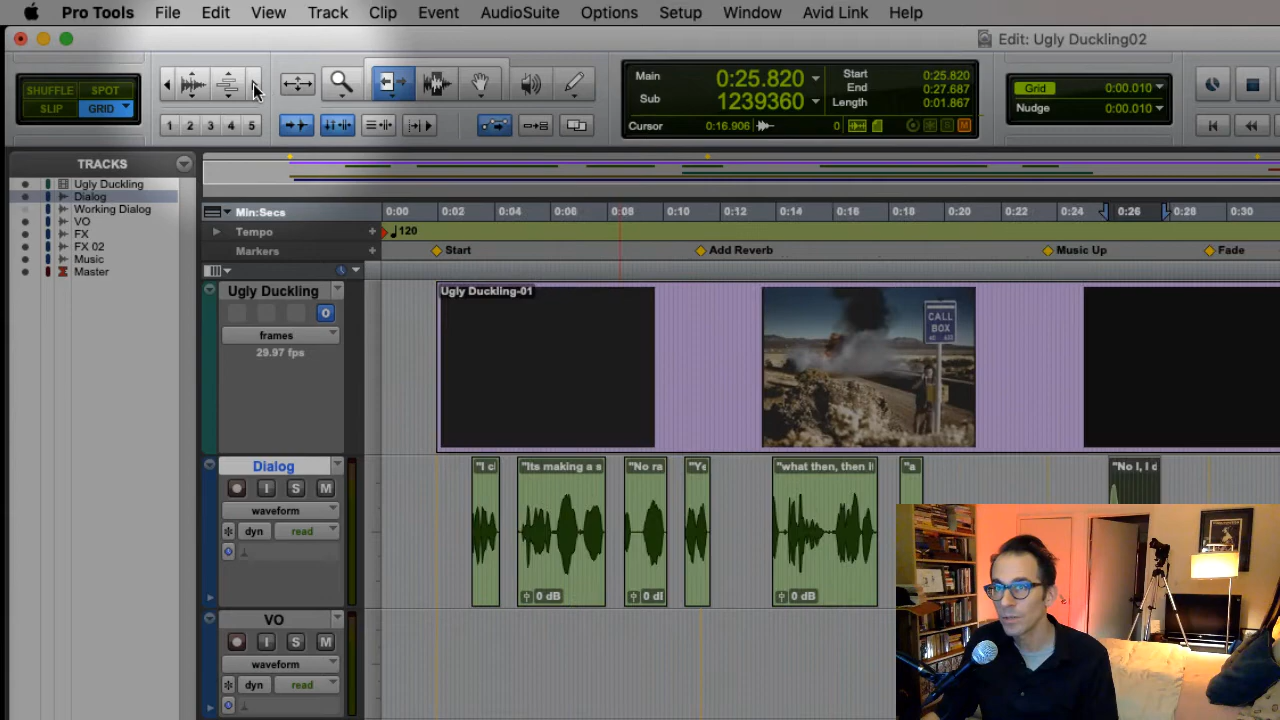 Pro Tools File Edit View Track Clip Event AudioSuite Options Setup Window Avid Link Help
Edit: Ugly Duckling02
SHUFFLE SPOT
SLIP GRID
1 2 3 4 5
Main 0:25.820
Sub 1239360
Start 0:25.820
End 0:27.687
Length 0:01.867
Cursor 0:16.906 0
Grid 0:00.010
Nudge 0:00.010
TRACKS
Ugly Duckling
Dialog
Working Dialog
VO
FX
FX 02
Music
Master
Min:Secs 0:00 0:02 0:04 0:06 0:08 0:10 0:12 0:14 0:16 0:18 0:20 0:22 0:24 0:26 0:28 0:30
Tempo 120
Markers Start Add Reverb Music Up Fade
Ugly Duckling
O
frames
29.97 fps
Ugly Duckling-01
CALL
BOX
Dialog
I S M
waveform
dyn read
"I c "Its making a s "No ra "Ye "what then, then i "a "No I, I d
0 dB 0 dB
VO
I S M
waveform
dyn read